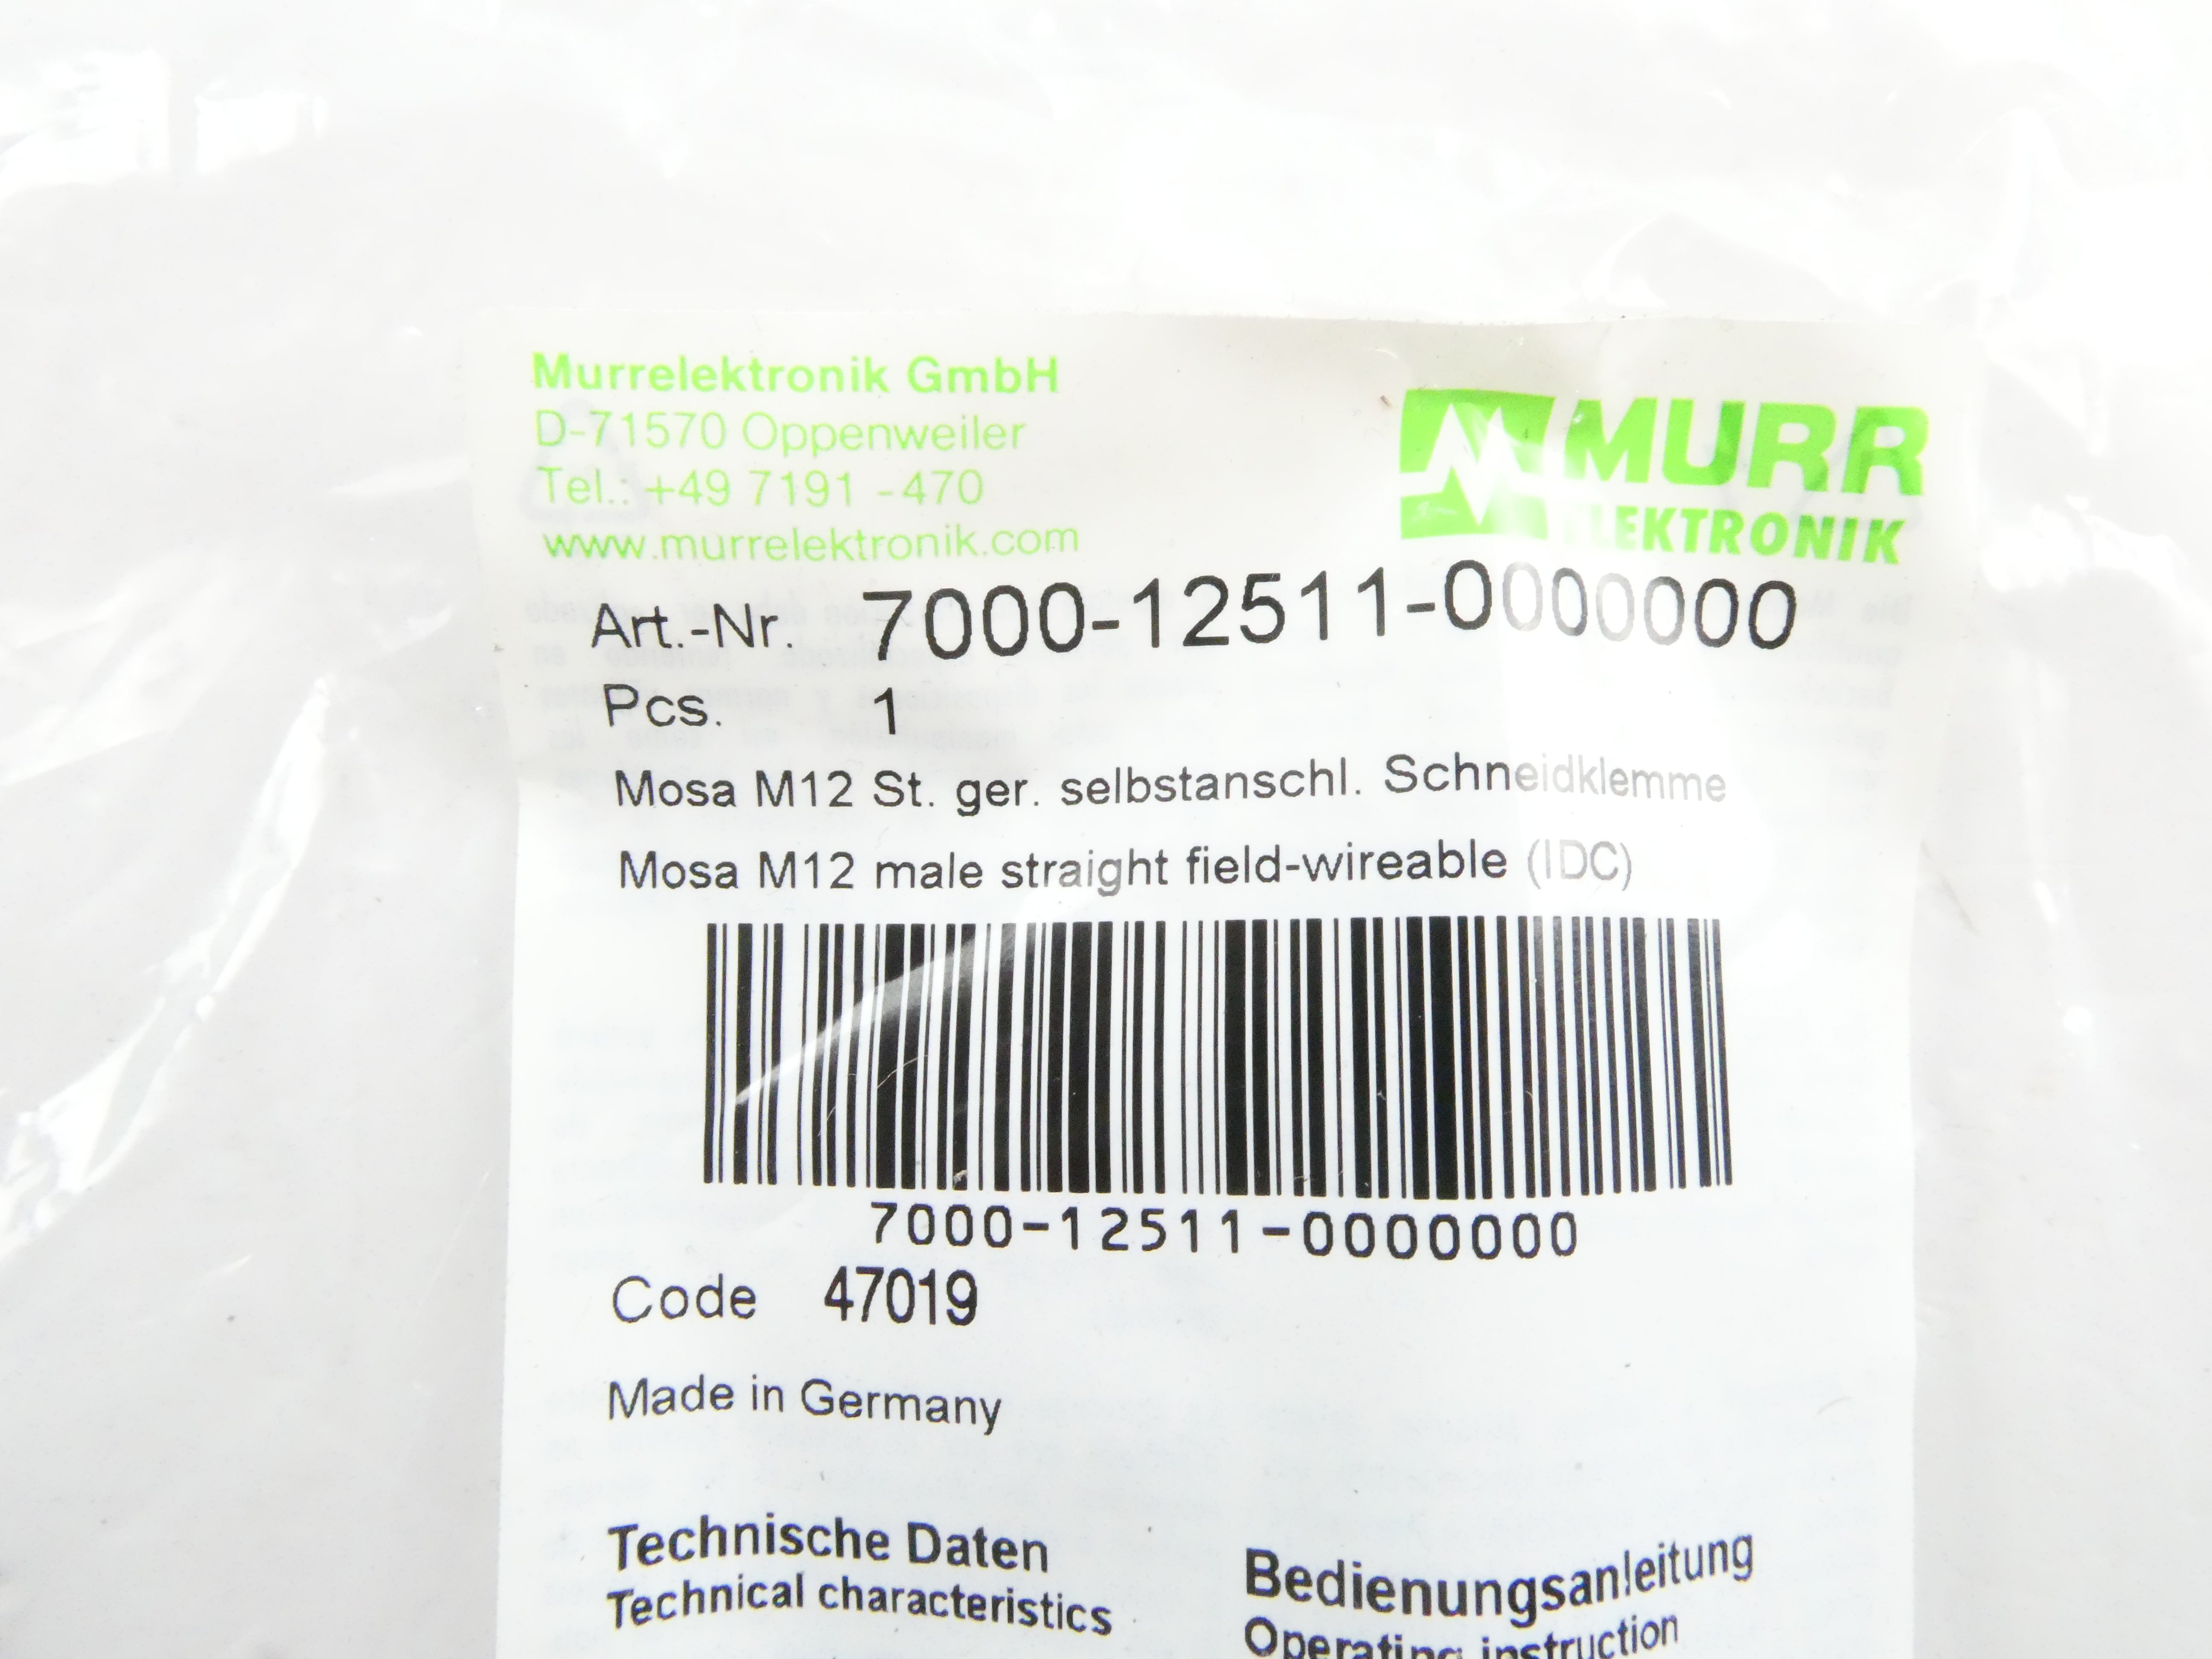 Murrelektronik GmbH
D-71570 Oppenweiler
Tel.: +49 7191 -470
www.murrelektronik.com
MURR
ELEKTRONIK
Art.-Nr. 7000-12511-0000000
Pcs. 1
Mosa M12 St. ger. selbstanschl. Schneidklemme
Mosa M12 male straight field-wireable (IDC)
7000-12511-0000000
Code 47019
Made in Germany
Technische Daten
Technical characteristics
Bedienungsanleitung
Operating instruction